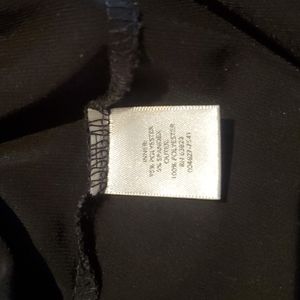 INNER:
95% POLYESTER
5% SPANDEX
OUTER:
100% POLYESTER